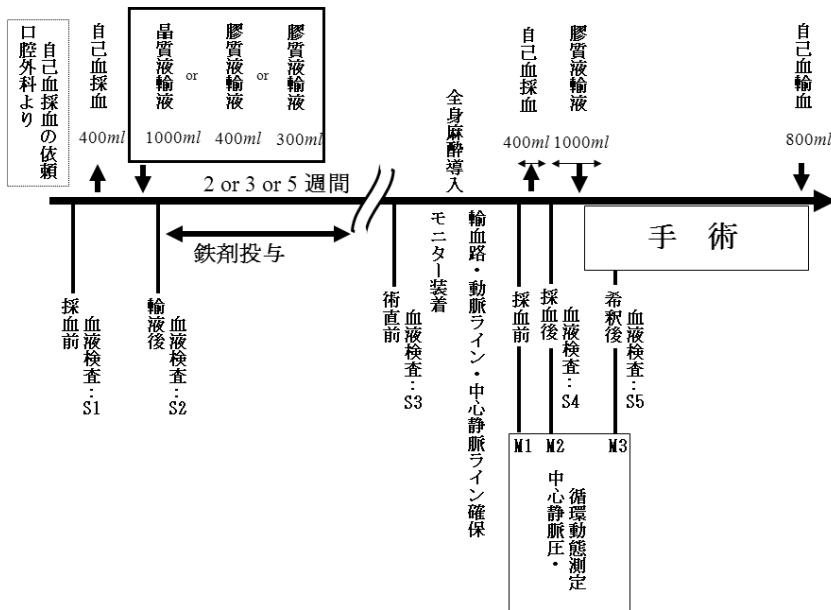 自己血採血の依頼
口腔外科より
自己血採血
400ml
晶質液輸液
1000ml
or
膠質液輸液
400ml
or
膠質液輸液
300ml
2 or 3 or 5 週間
鉄剤投与
全身麻酔導入
モニター装着
輸血路・動脈ライン・中心静脈ライン確保
自己血採血
400ml
膠質液輸液
1000ml
自己血輸血
800ml
手 術
採血前
血液検査…S1
輸液後
血液検査…S2
術直前
血液検査…S3
採血前
採血後
血液検査…S4
希釈後
血液検査…S5
M1
M2
M3
循環動態測定
中心静脈圧・